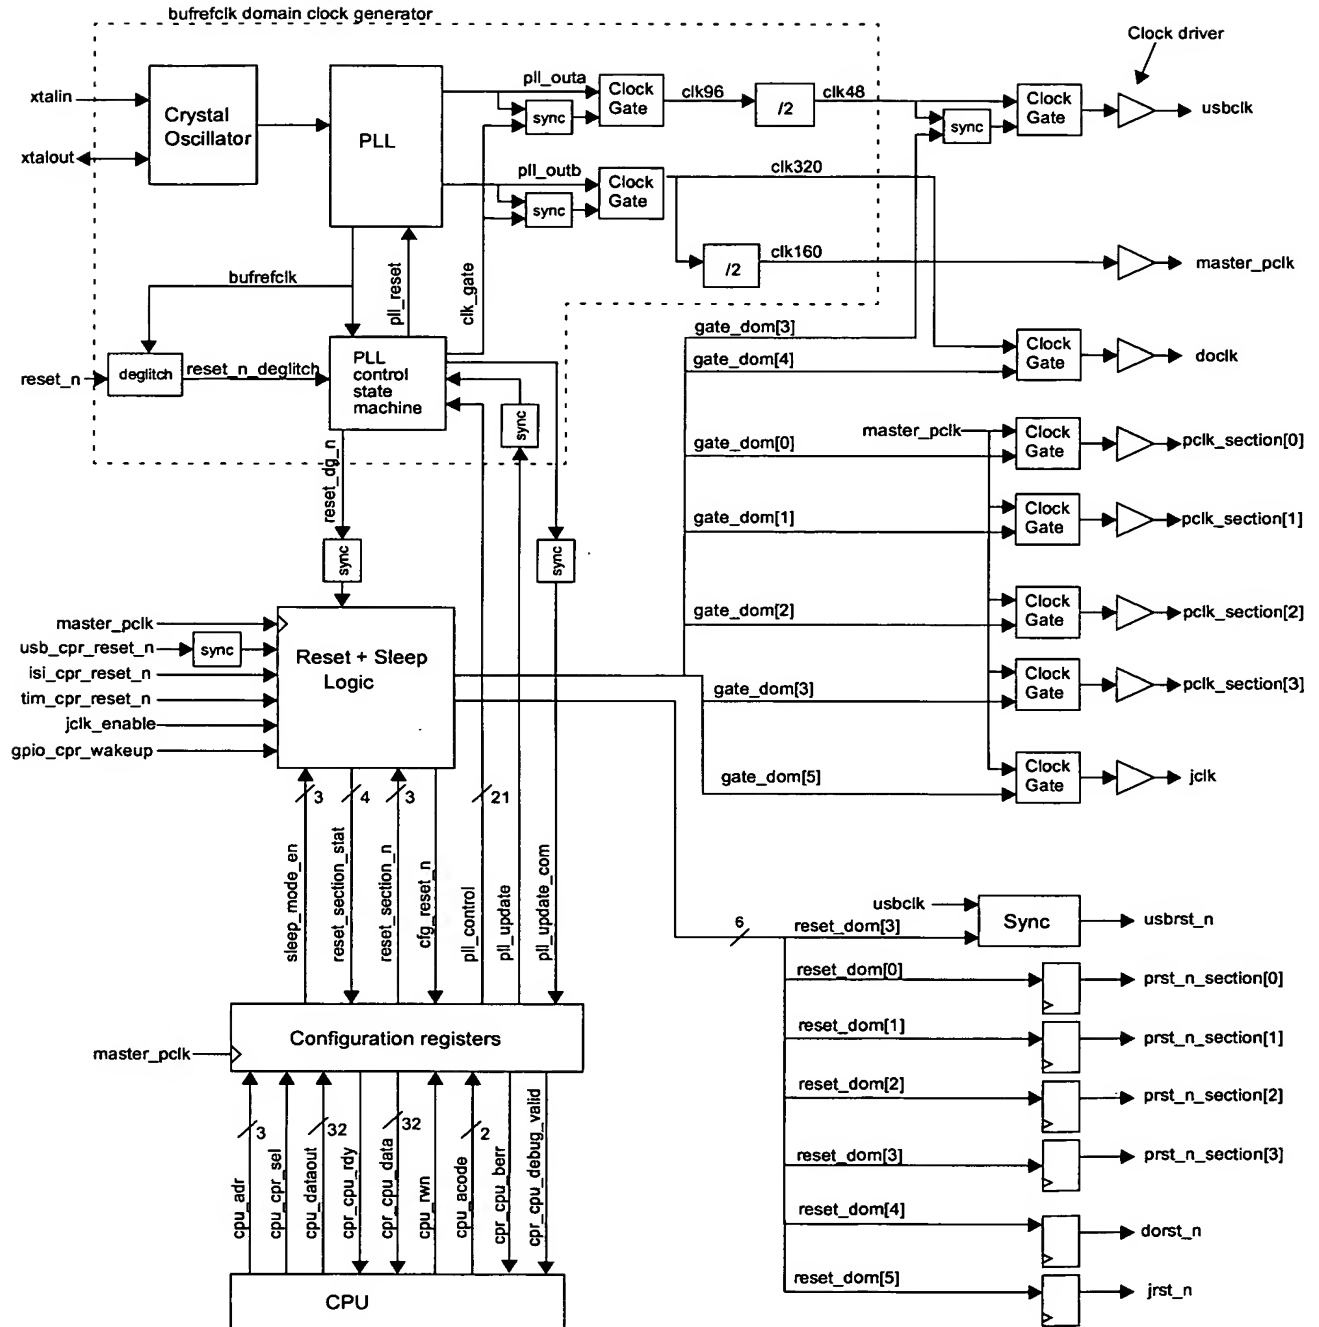 bufrefclk domain clock generator
Clock driver
xtalin
xtalout
Crystal
Oscillator
PLL
pll_outa
sync
Clock
Gate
clk96
/2
clk48
sync
Clock
Gate
usbclk
pll_outb
sync
Clock
Gate
clk320
/2
clk160
master_pclk
bufrefclk
pll_reset
clk_gate
reset_n
deglitch
reset_n_deglitch
PLL
control
state
machine
sync
gate_dom[3]
gate_dom[4]
Clock
Gate
doclk
master_pclk
gate_dom[0]
Clock
Gate
pclk_section[0]
reset_dg_n
sync
sync
gate_dom[1]
Clock
Gate
pclk_section[1]
gate_dom[2]
Clock
Gate
pclk_section[2]
master_pclk
usb_cpr_reset_n
sync
isi_cpr_reset_n
tim_cpr_reset_n
jclk_enable
gpio_cpr_wakeup
Reset + Sleep
Logic
gate_dom[3]
Clock
Gate
pclk_section[3]
gate_dom[5]
Clock
Gate
jclk
3
4
3
21
sleep_mode_en
reset_section_stat
reset_section_n
cfg_reset_n
pll_control
pll_update
pll_update_com
6
usbclk
reset_dom[3]
Sync
usbrst_n
reset_dom[0]
prst_n_section[0]
reset_dom[1]
prst_n_section[1]
reset_dom[2]
prst_n_section[2]
reset_dom[3]
prst_n_section[3]
reset_dom[4]
dorst_n
reset_dom[5]
jrst_n
master_pclk
Configuration registers
3
32
32
2
cpu_adr
cpu_cpr_sel
cpu_dataout
cpr_cpu_rdy
cpr_cpu_data
cpu_rwn
cpu_acode
cpr_cpu_berr
cpr_cpu_debug_valid
CPU